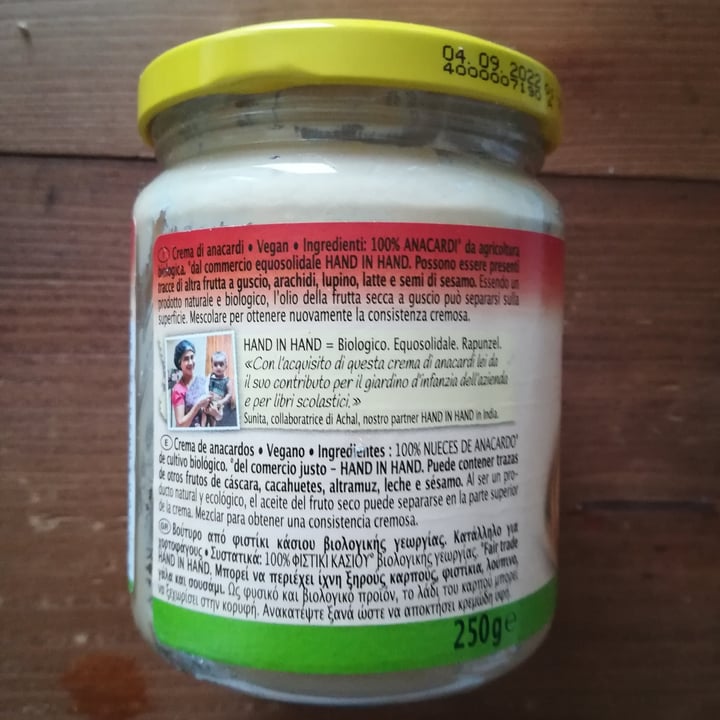 04. 09. 2022
4000007190
I Crema di anacardi • Vegan • Ingredienti: 100% ANACARDI° da agricoltura
biologica. °dal commercio equosolidale HAND IN HAND. Possono essere presenti
tracce di altra frutta a guscio, arachidi, lupino, latte e semi di sesamo. Essendo un
prodotto naturale e biologico, l'olio della frutta secca a guscio può separarsi sulla
superficie. Mescolare per ottenere nuovamente la consistenza cremosa.
HAND IN HAND = Biologico. Equosolidale. Rapunzel.
«Con l'acquisito di questa crema di anacardi lei da
il suo contributo per il giardino d'infanzia dell'azienda
e per libri scolastici.»
Sunita, collaboratrice di Achal, nostro partner HAND IN HAND in India.
E Crema de anacardos • Vegano • Ingredientes : 100% NUECES DE ANACARDO°
de cultivo biológico. °del comercio justo – HAND IN HAND. Puede contener trazas
de otros frutos de cáscara, cacahuetes, altramuz, leche e sésamo. Al ser un pro-
ducto natural y ecológico, el aceite del fruto seco puede separarse en la parte superior
de la crema. Mezclar para obtener una consistencia cremosa.
GR Βούτυρο από φιστίκι κάσιου βιολογικής γεωργίας. Κατάλληλο για
χορτοφάγους • Συστατικά: 100% ΦΙΣΤΙΚΙ ΚΑΣΙΟΥ° βιολογικής γεωργίας. °Fair trade
HAND IN HAND. Μπορεί να περιέχει ίχνη ξηρούς καρπούς, φιστίκια, λούπινο,
γάλα και σουσάμι. Ως φυσικό και βιολογικό προϊόν, το λάδι του καρπού μπορεί
να ξεχωρίσει στην κορυφή. Ανακατέψτε ξανά ώστε να αποκτήσει κρεμώδη υφή.
250g e